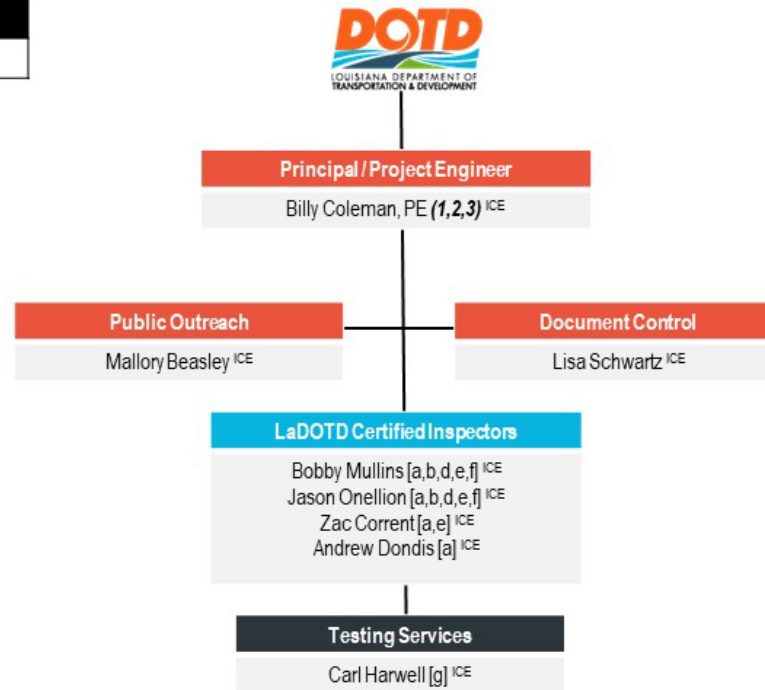 DOTD
LOUISIANA DEPARTMENT OF
TRANSPORTATION & DEVELOPMENT
Principal / Project Engineer
Billy Coleman, PE (1,2,3) ICE
Public Outreach
Mallory Beasley ICE
Document Control
Lisa Schwartz ICE
LaDOTD Certified Inspectors
Bobby Mullins [a,b,d,e,f] ICE
Jason Onellion [a,b,d,e,f] ICE
Zac Corrent [a,e] ICE
Andrew Dondis [a] ICE
Testing Services
Carl Harwell [g] ICE